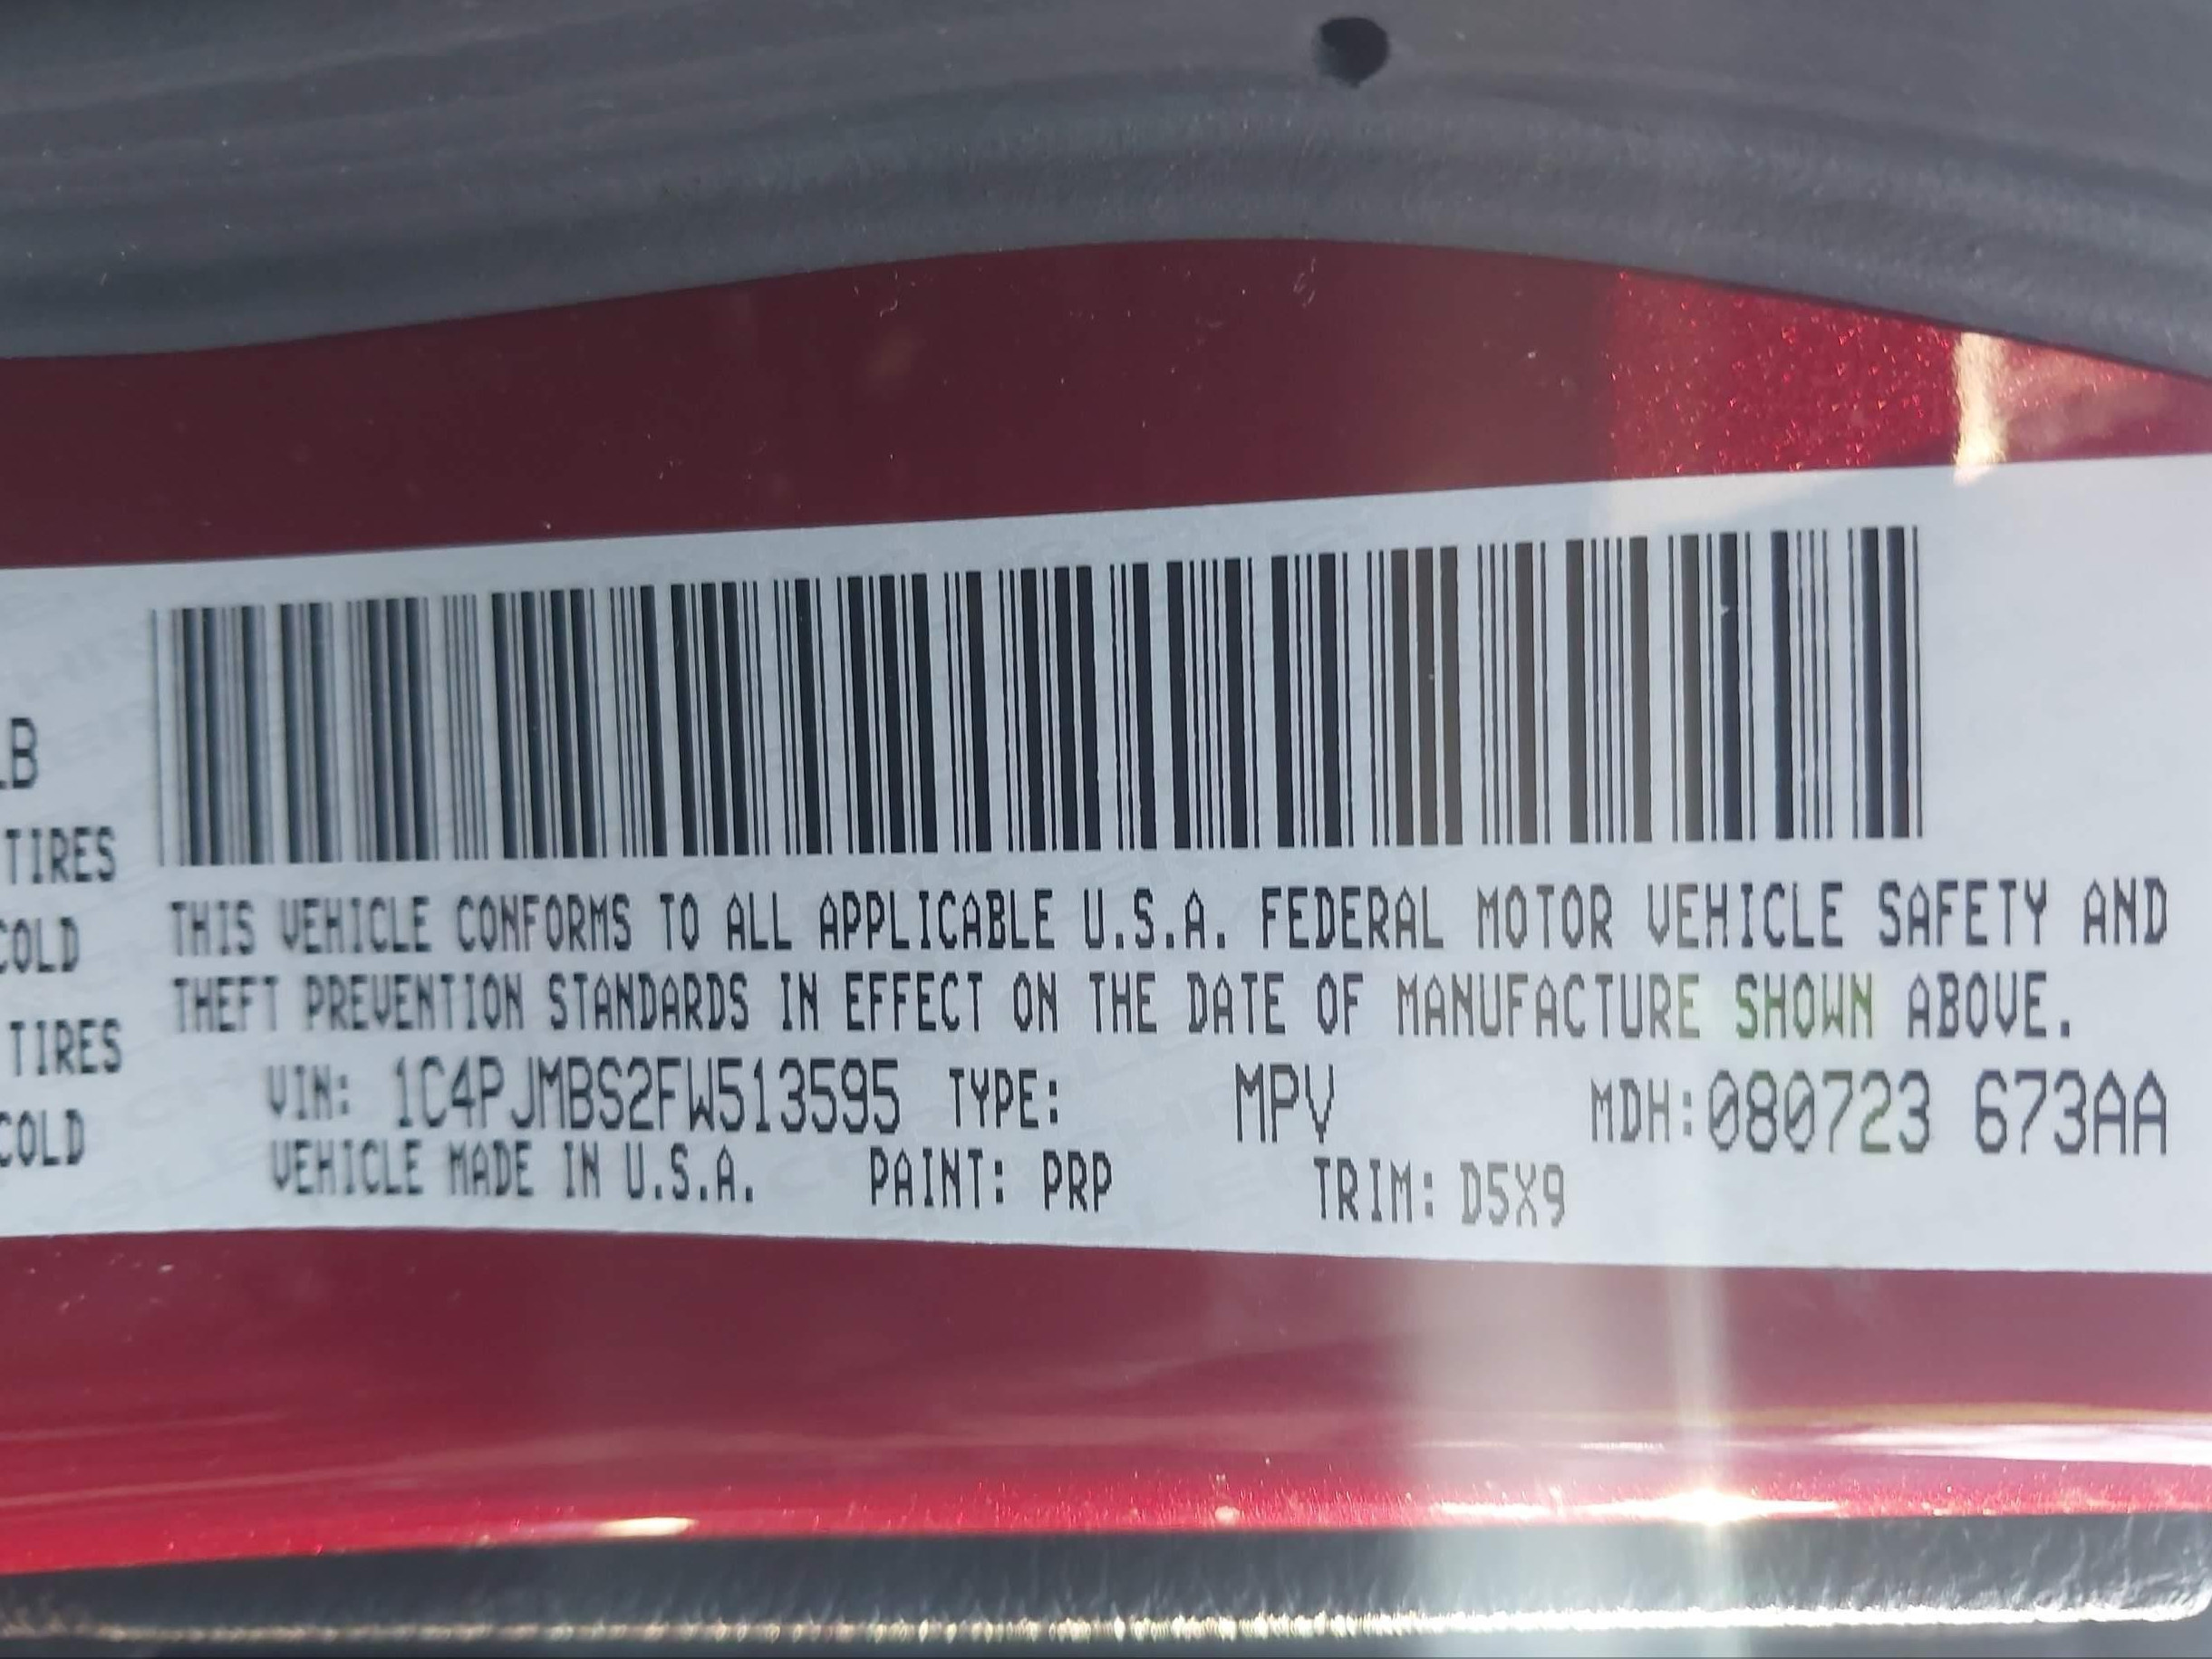 LB
TIRES
COLD
TIRES
COLD
THIS VEHICLE CONFORMS TO ALL APPLICABLE U.S.A. FEDERAL MOTOR VEHICLE SAFETY AND
THEFT PREVENTION STANDARDS IN EFFECT ON THE DATE OF MANUFACTURE SHOWN ABOVE.
VIN: 1C4PJMBS2FW513595 TYPE: MPV MDH:080723 673AA
VEHICLE MADE IN U.S.A. PAINT: PRP TRIM: D5X9